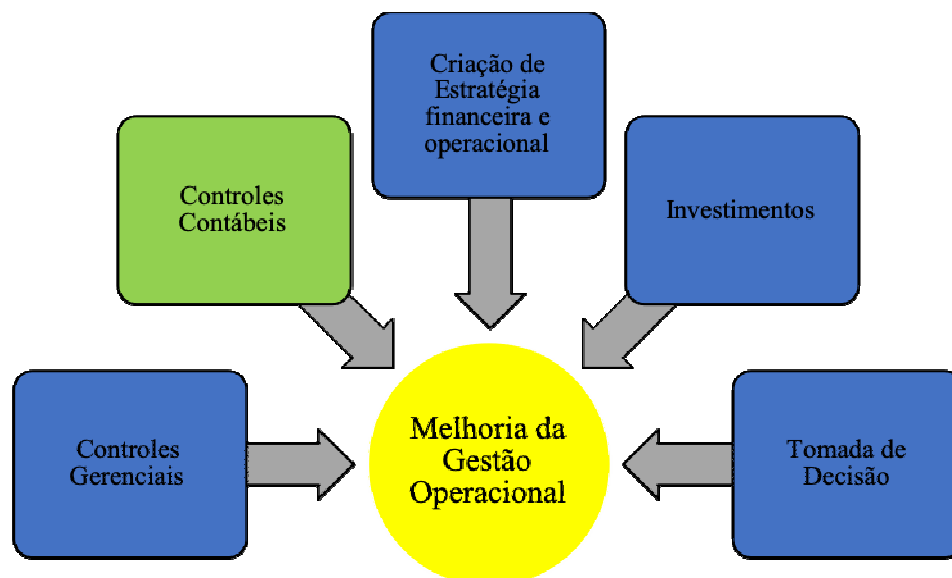 Criação de
Estratégia
financeira e
operacional
Controles
Contábeis
Investimentos
Controles
Gerenciais
Melhoria da
Gestão
Operacional
Tomada de
Decisão